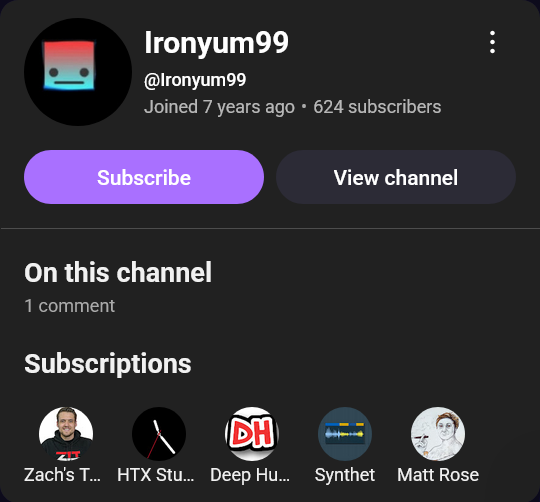 Ironyum99
@Ironyum99
Joined 7 years ago • 624 subscribers
Subscribe
View channel
On this channel
1 comment
Subscriptions
DH
ZTT
Zach's T...
HTX Stu...
Deep Hu...
Synthet
Matt Rose